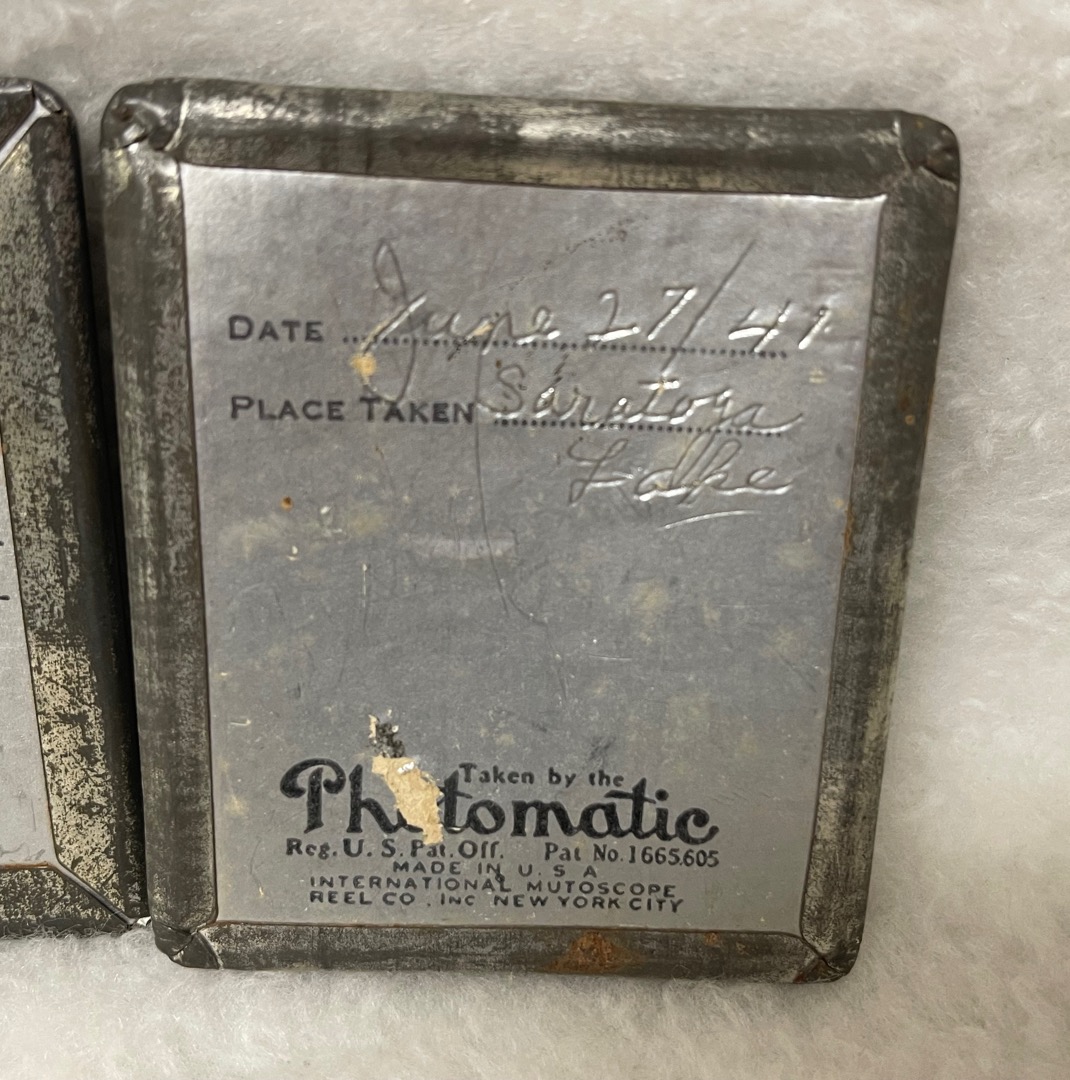 DATE June 27/41
PLACE TAKEN Saratoga
Lake
Taken by the
Photomatic
Reg. U. S. Pat. Off. Pat No. 1665.605
MADE IN U. S A
INTERNATIONAL MUTOSCOPE
REEL CO . INC NEW YORK CITY